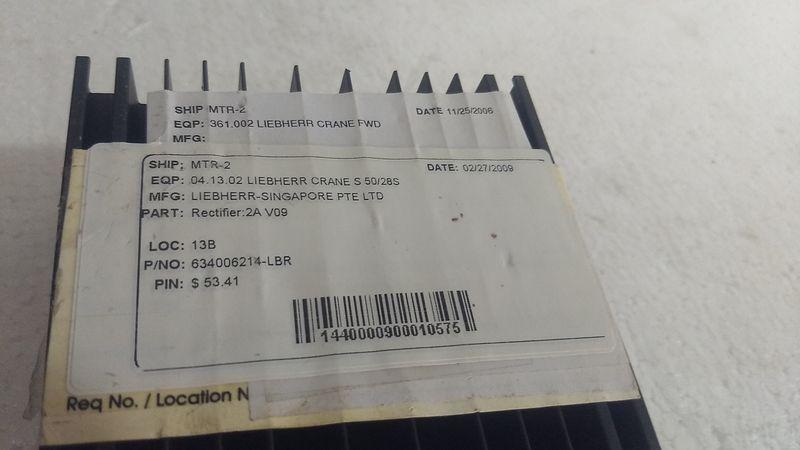 SHIP MTR-2 DATE 11/25/2006
EQP: 361.002 LIEBHERR CRANE FWD
MFG:
SHIP; MTR-2 DATE: 02/27/2009
EQP: 04.13.02 LIEBHERR CRANE S 50/28S
MFG: LIEBHERR-SINGAPORE PTE LTD
PART: Rectifier:2A V09
LOC: 13B
P/NO: 634006214-LBR
PIN: $ 53.41
1440000900010575
Req No. / Location N